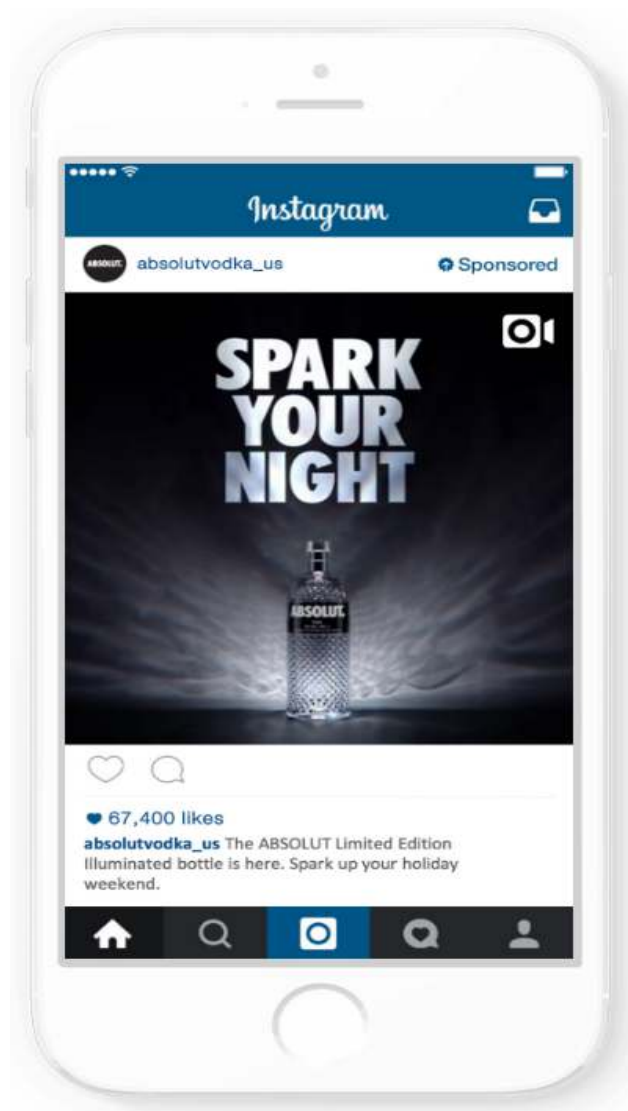 Instagram
ABSOLUT. absolutvodka_us Sponsored
SPARK
YOUR
NIGHT
ABSOLUT.
67,400 likes
absolutvodka_us The ABSOLUT Limited Edition
Illuminated bottle is here. Spark up your holiday
weekend.